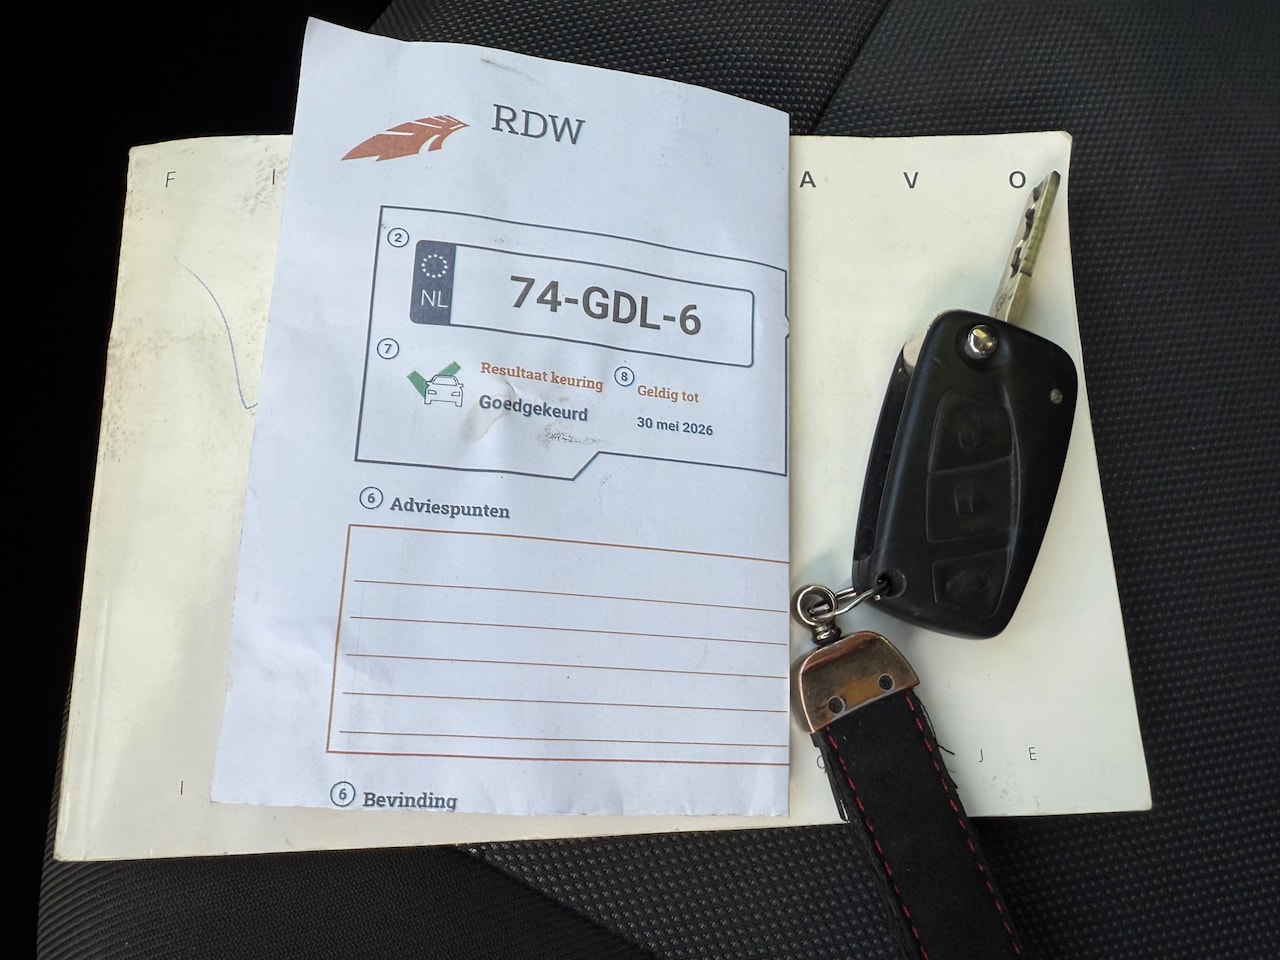 RDW
F I A V O
2
NL 74-GDL-6
7 Resultaat keuring 8 Geldig tot
Goedgekeurd 30 mei 2026
6 Adviespunten
I J E
6 Bevinding